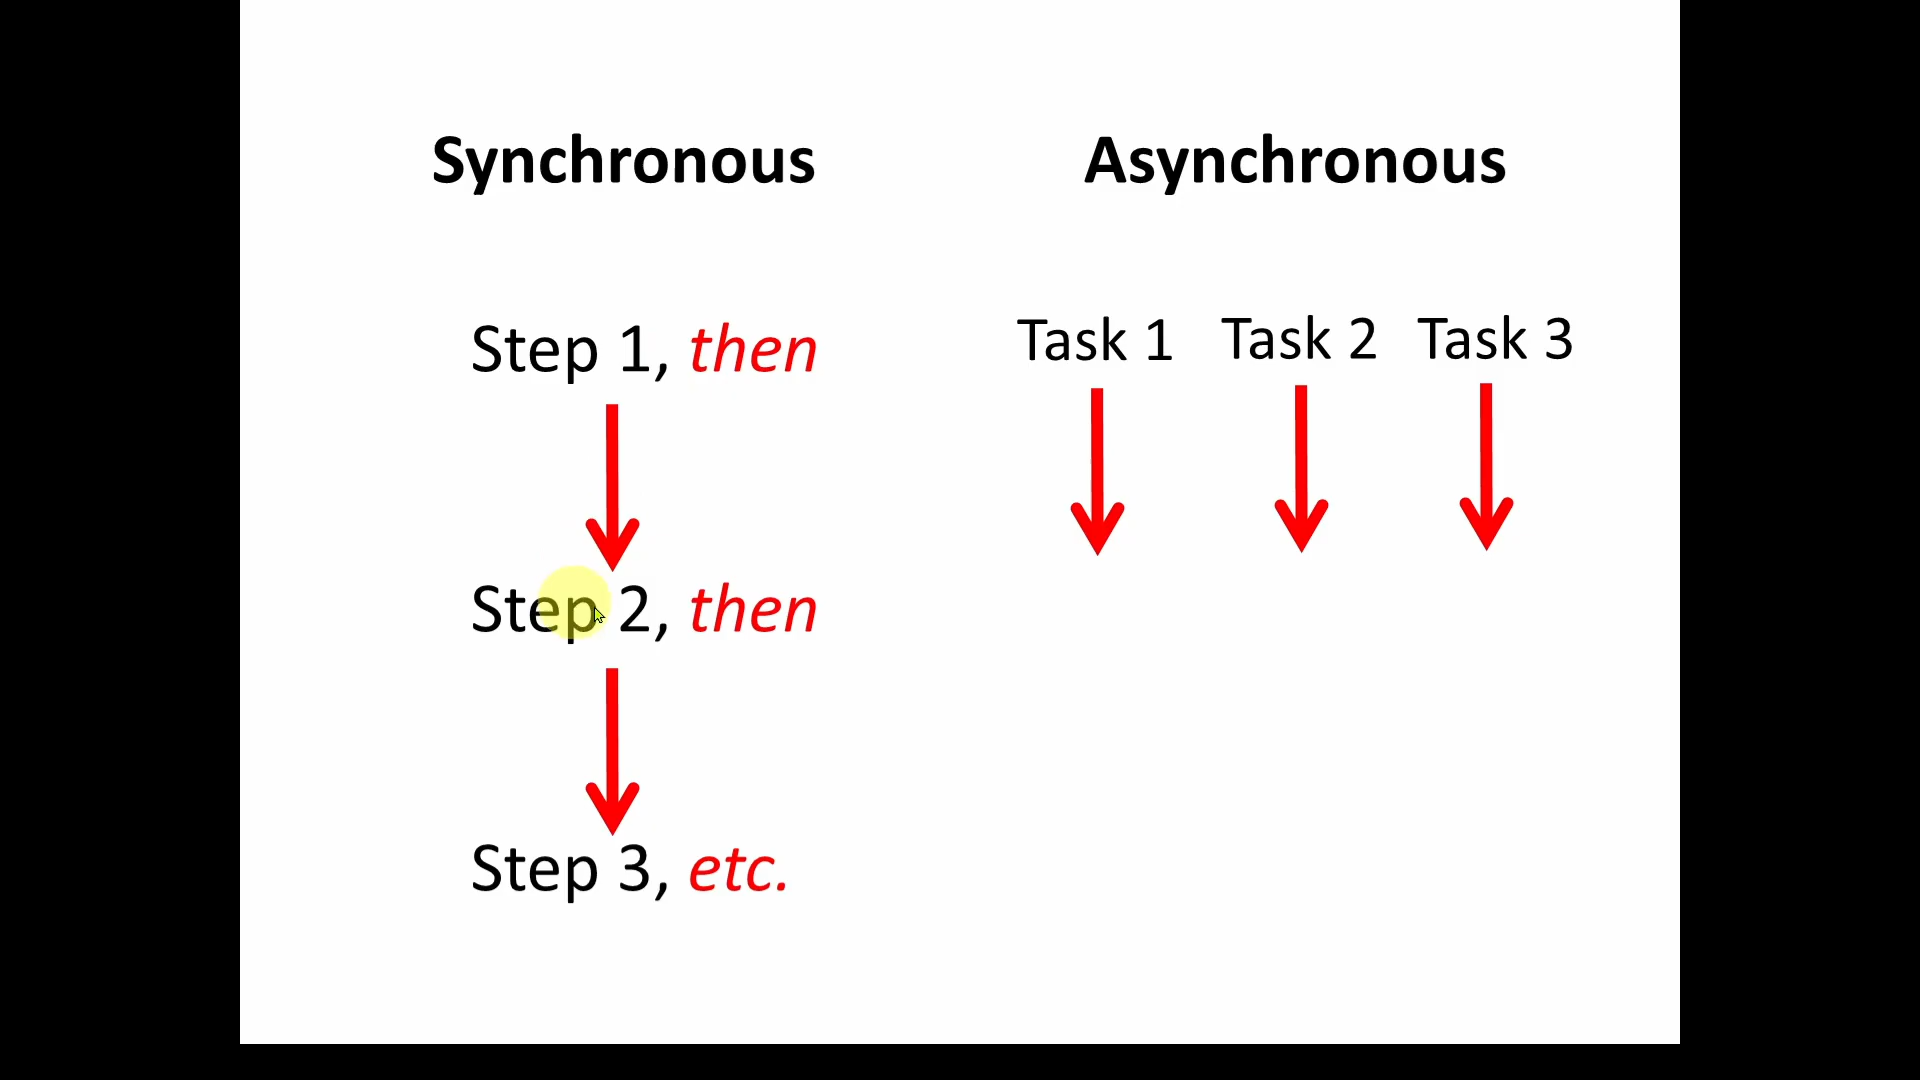 Synchronous
Step 1, then
Step 2, then
Step 3, etc.
Asynchronous
Task 1 Task 2 Task 3